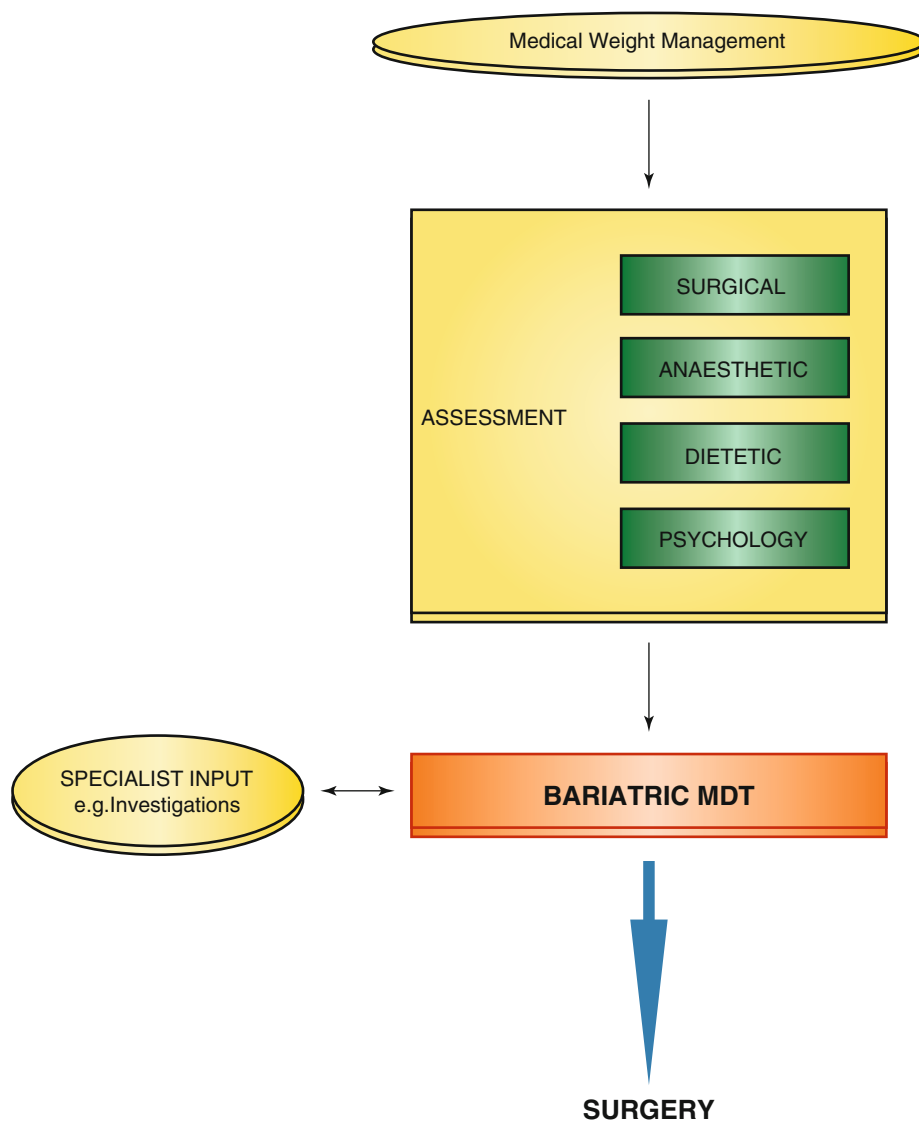 Medical Weight Management
SURGICAL
ANAESTHETIC
ASSESSMENT
DIETETIC
PSYCHOLOGY
SPECIALIST INPUT
e.g.Investigations
BARIATRIC MDT
SURGERY